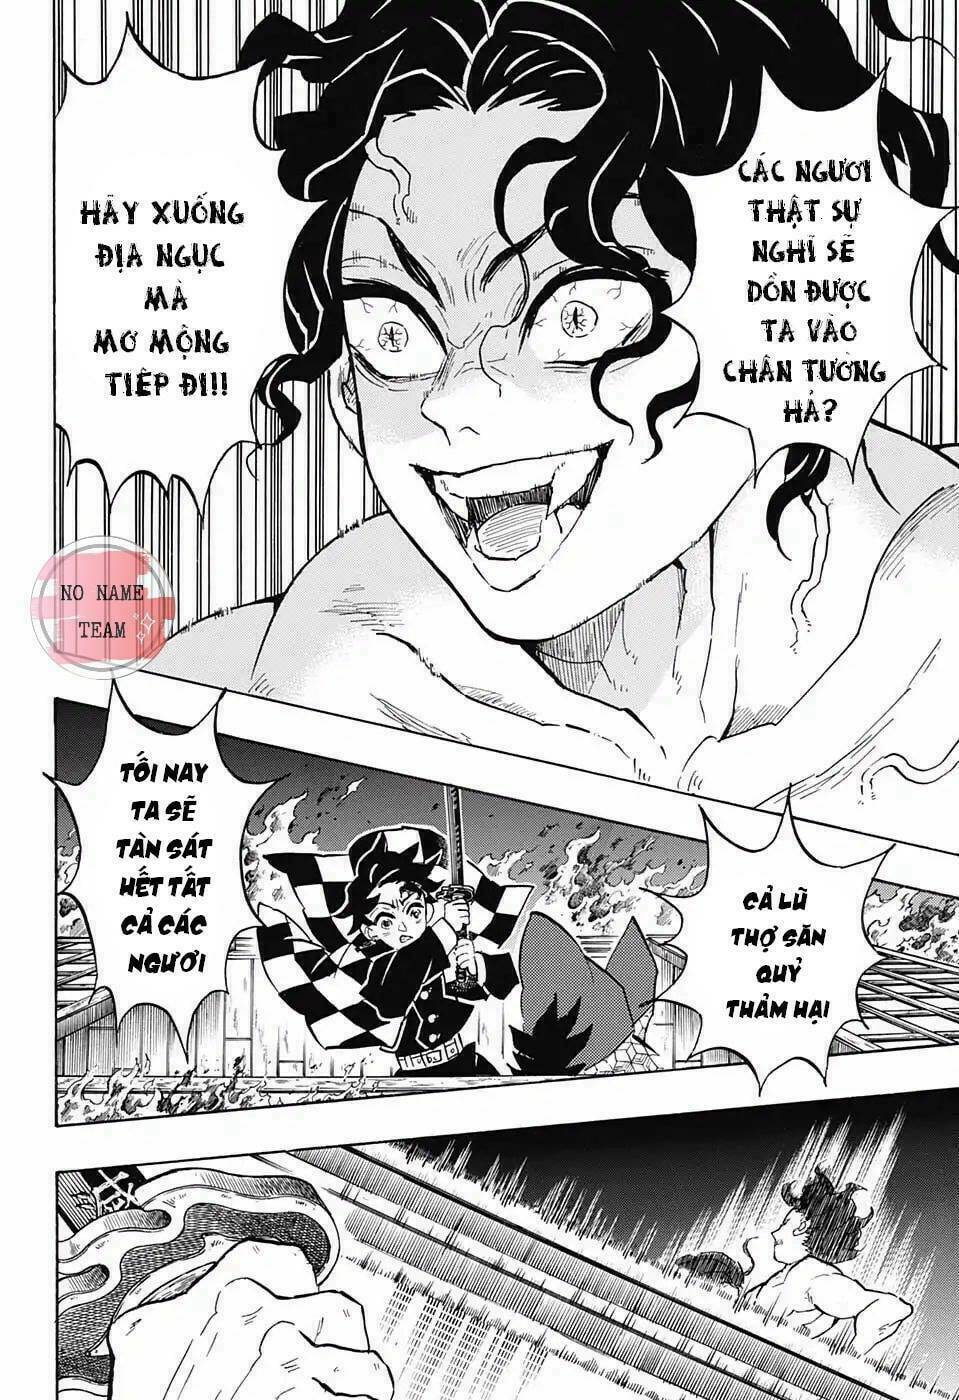 CÁC NGƯƠI
THẬT SỰ
NGHĨ SẼ
DỒN ĐƯỢC
TA VÀO
CHÂN TƯỜNG
HẢ?
HÃY XUỐNG
ĐỊA NGỤC
MÀ
MƠ MỘNG
TIẾP ĐI!!
NO NAME
TEAM
CẢ LŨ
THỢ SĂN
QUỶ
THẢM HẠI
TỐI NAY
TA SẼ
TÀN SÁT
HẾT TẤT
CẢ CÁC
NGƯƠI